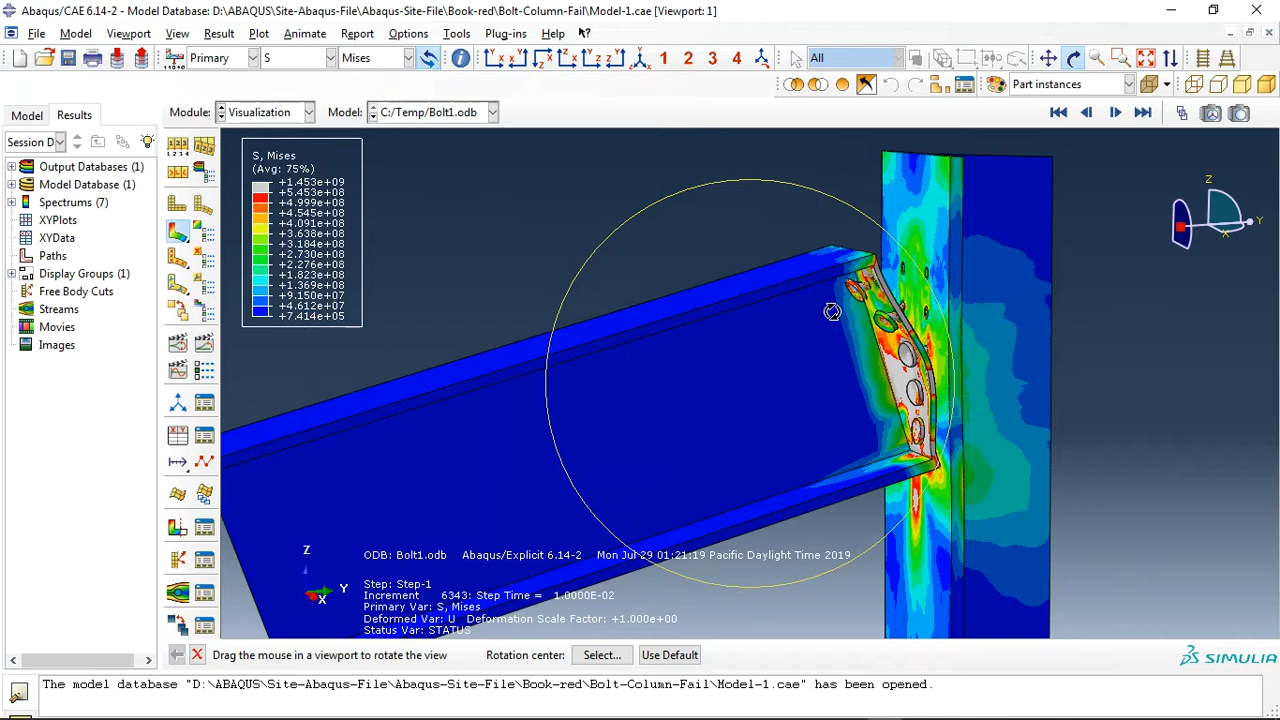 Abaqus/CAE 6.14-2 - Model Database: D:\ABAQUS\Site-Abaqus-File\Abaqus-Site-File\Book-red\Bolt-Column-Fail\Model-1.cae [Viewport: 1]
File Model Viewport View Result Plot Animate Report Options Tools Plug-ins Help
Primary S Mises 1 2 3 4 All
Part instances
Model Results Module: Visualization Model: C:/Temp/Bolt1.odb
Session D
Output Databases (1)
Model Database (1)
Spectrums (7)
XYPlots
XYData
Paths
Display Groups (1)
Free Body Cuts
Streams
Movies
Images
S, Mises
(Avg: 75%)
+1.453e+09
+5.453e+08
+4.999e+08
+4.545e+08
+4.091e+08
+3.638e+08
+3.184e+08
+2.730e+08
+2.276e+08
+1.823e+08
+1.369e+08
+9.150e+07
+4.612e+07
+7.414e+05
Z
Y
X
Z
Y
X
ODB: Bolt1.odb Abaqus/Explicit 6.14-2 Mon Jul 29 01:21:19 Pacific Daylight Time 2019
Step: Step-1
Increment 6343: Step Time = 1.0000E-02
Primary Var: S, Mises
Deformed Var: U Deformation Scale Factor: +1.000e+00
Status Var: STATUS
Drag the mouse in a viewport to rotate the view Rotation center: Select... Use Default
SIMULIA
The model database "D:\ABAQUS\Site-Abaqus-File\Abaqus-Site-File\Book-red\Bolt-Column-Fail\Model-1.cae" has been opened.